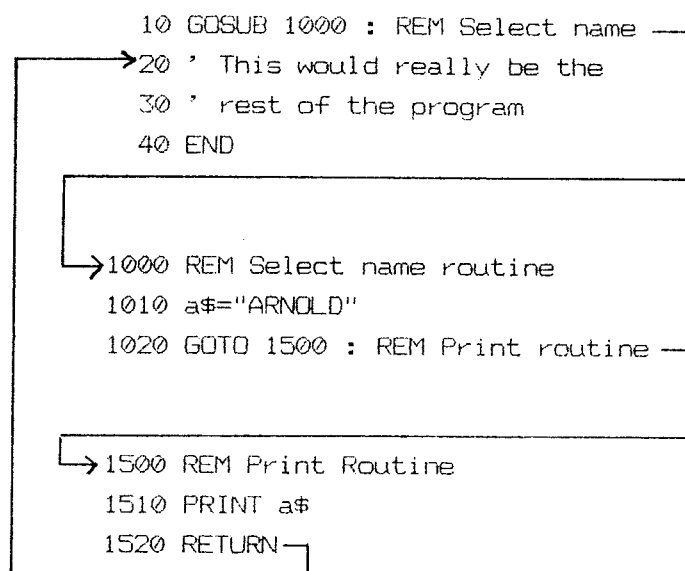 10 GOSUB 1000 : REM Select name
20 ' This would really be the
30 ' rest of the program
40 END
1000 REM Select name routine
1010 a$="ARNOLD"
1020 GOTO 1500 : REM Print routine
1500 REM Print Routine
1510 PRINT a$
1520 RETURN